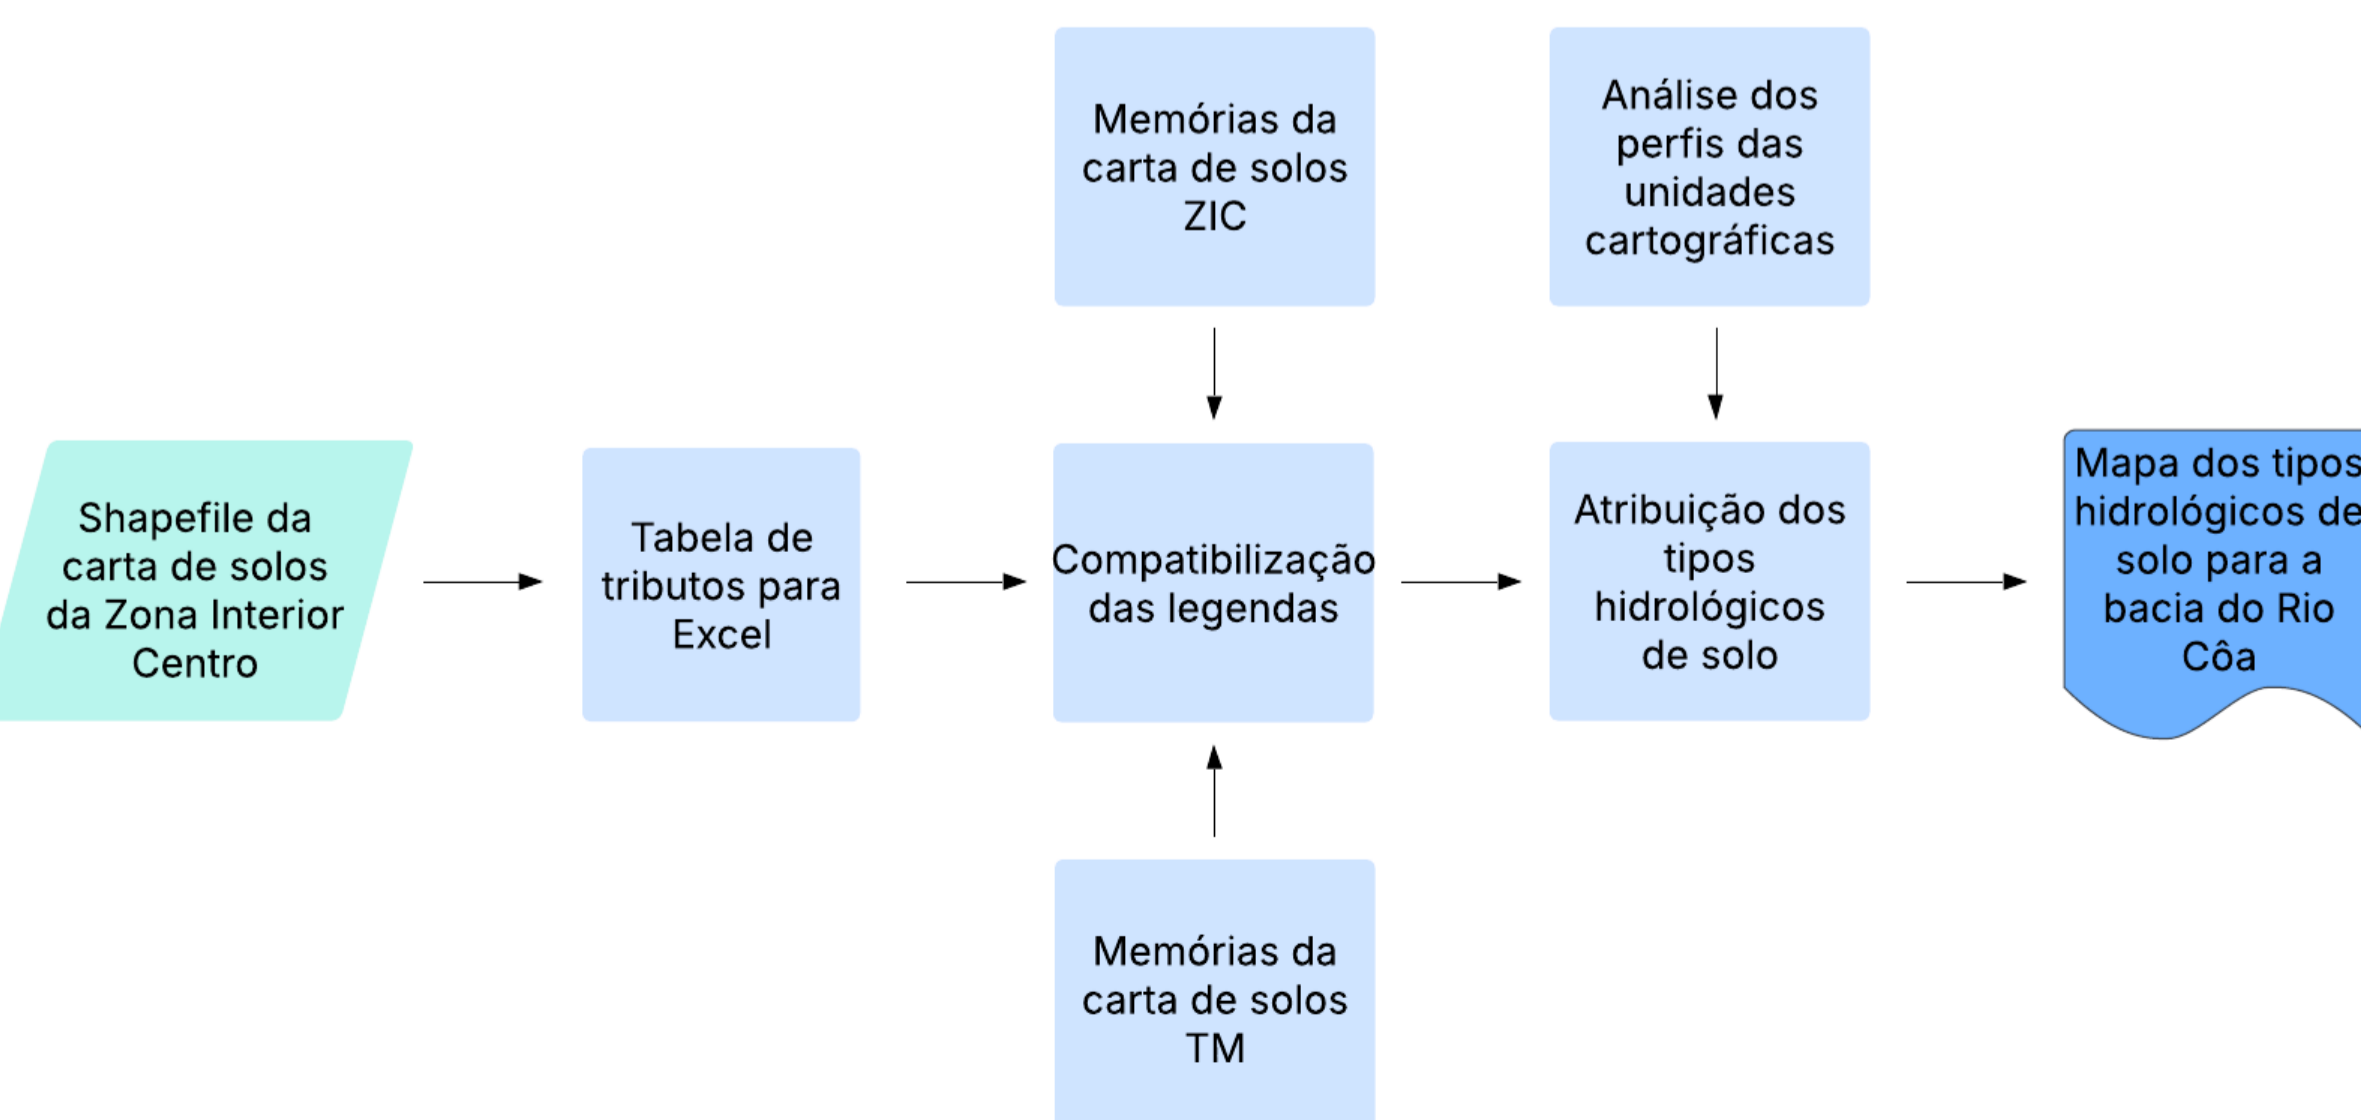 Memórias da
carta de solos
ZIC
Análise dos
perfis das
unidades
cartográficas
Shapefile da
carta de solos
da Zona Interior
Centro
Tabela de
tributos para
Excel
Compatibilização
das legendas
Atribuição dos
tipos
hidrológicos
de solo
Mapa dos tipos
hidrológicos de
solo para a
bacia do Rio
Côa
Memórias da
carta de solos
TM